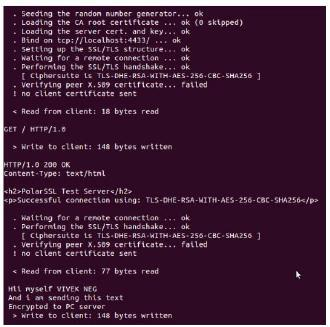 . Seeding the random number generator... ok
. Loading the CA root certificate ... ok (0 skipped)
. Loading the server cert. and key... ok
. Bind on tcp://localhost:4433/ ... ok
. Setting up the SSL/TLS structure... ok
. Waiting for a remote connection ... ok
. Performing the SSL/TLS handshake... ok
[ Ciphersuite is TLS-DHE-RSA-WITH-AES-256-CBC-SHA256 ]
. Verifying peer X.509 certificate... failed
! no client certificate sent
< Read from client: 18 bytes read
GET / HTTP/1.0
> Write to client: 148 bytes written
HTTP/1.0 200 OK
Content-Type: text/html
<h2>PolarSSL Test Server</h2>
<p>Successful connection using: TLS-DHE-RSA-WITH-AES-256-CBC-SHA256</p>
. Waiting for a remote connection ... ok
. Performing the SSL/TLS handshake... ok
[ Ciphersuite is TLS-DHE-RSA-WITH-AES-256-CBC-SHA256 ]
. Verifying peer X.509 certificate... failed
! no client certificate sent
< Read from client: 77 bytes read
Hii myself VIVEK NEG
And i am sending this text
Encrypted to PC server
> Write to client: 148 bytes written